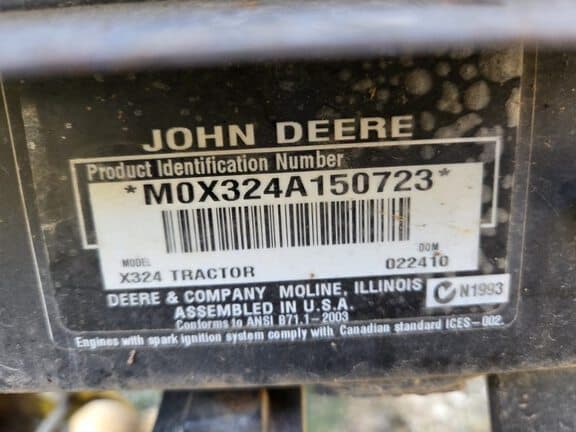 JOHN DEERE
Product Identification Number
*M0X324A150723*
MODEL DOM
X324 TRACTOR 022410
DEERE & COMPANY MOLINE, ILLINOIS
ASSEMBLED IN U.S.A. N1993
Conforms to ANSI B71.1-2003
Engines with spark ignition system comply with Canadian standard ICES-002.